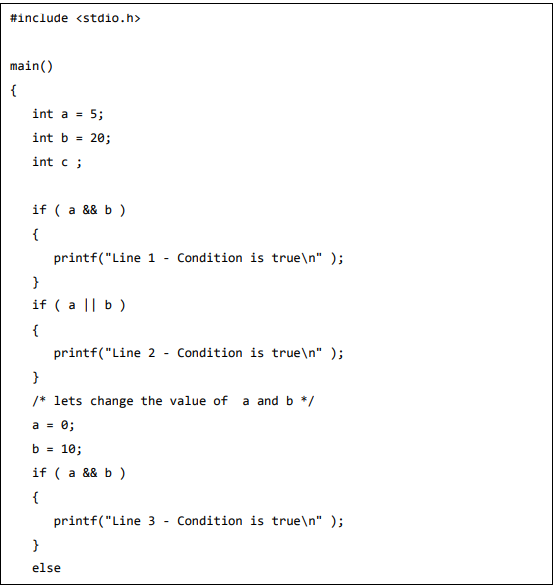 #include <stdio.h>
main()
{
int a = 5;
int b = 20;
int c ;
if ( a && b )
{
printf("Line 1 - Condition is true\n" );
}
if ( a || b )
{
printf("Line 2 - Condition is true\n" );
}
/* lets change the value of  a and b */
a = 0;
b = 10;
if ( a && b )
{
printf("Line 3 - Condition is true\n" );
}
else